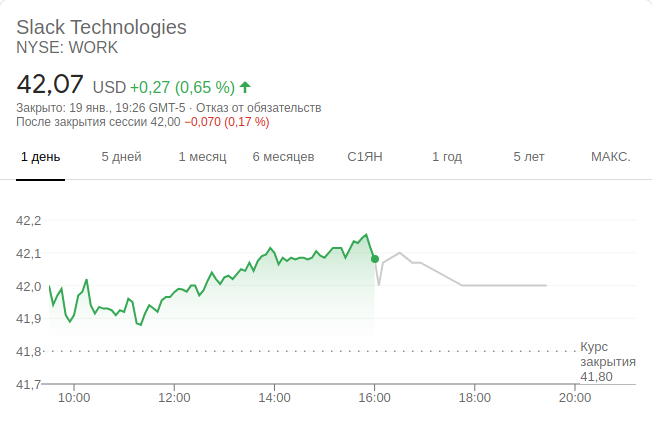 Slack Technologies
NYSE: WORK
42,07 USD +0,27 (0,65 %)
Закрыто: 19 янв., 19:26 GMT-5 · Отказ от обязательств
После закрытия сессии 42,00 −0,070 (0,17 %)
1 день 5 дней 1 месяц 6 месяцев С1ЯН 1 год 5 лет МАКС.
42,2
42,1
42,0
41,9
41,8
41,7
Курс
закрытия
41,80
10:00 12:00 14:00 16:00 18:00 20:00